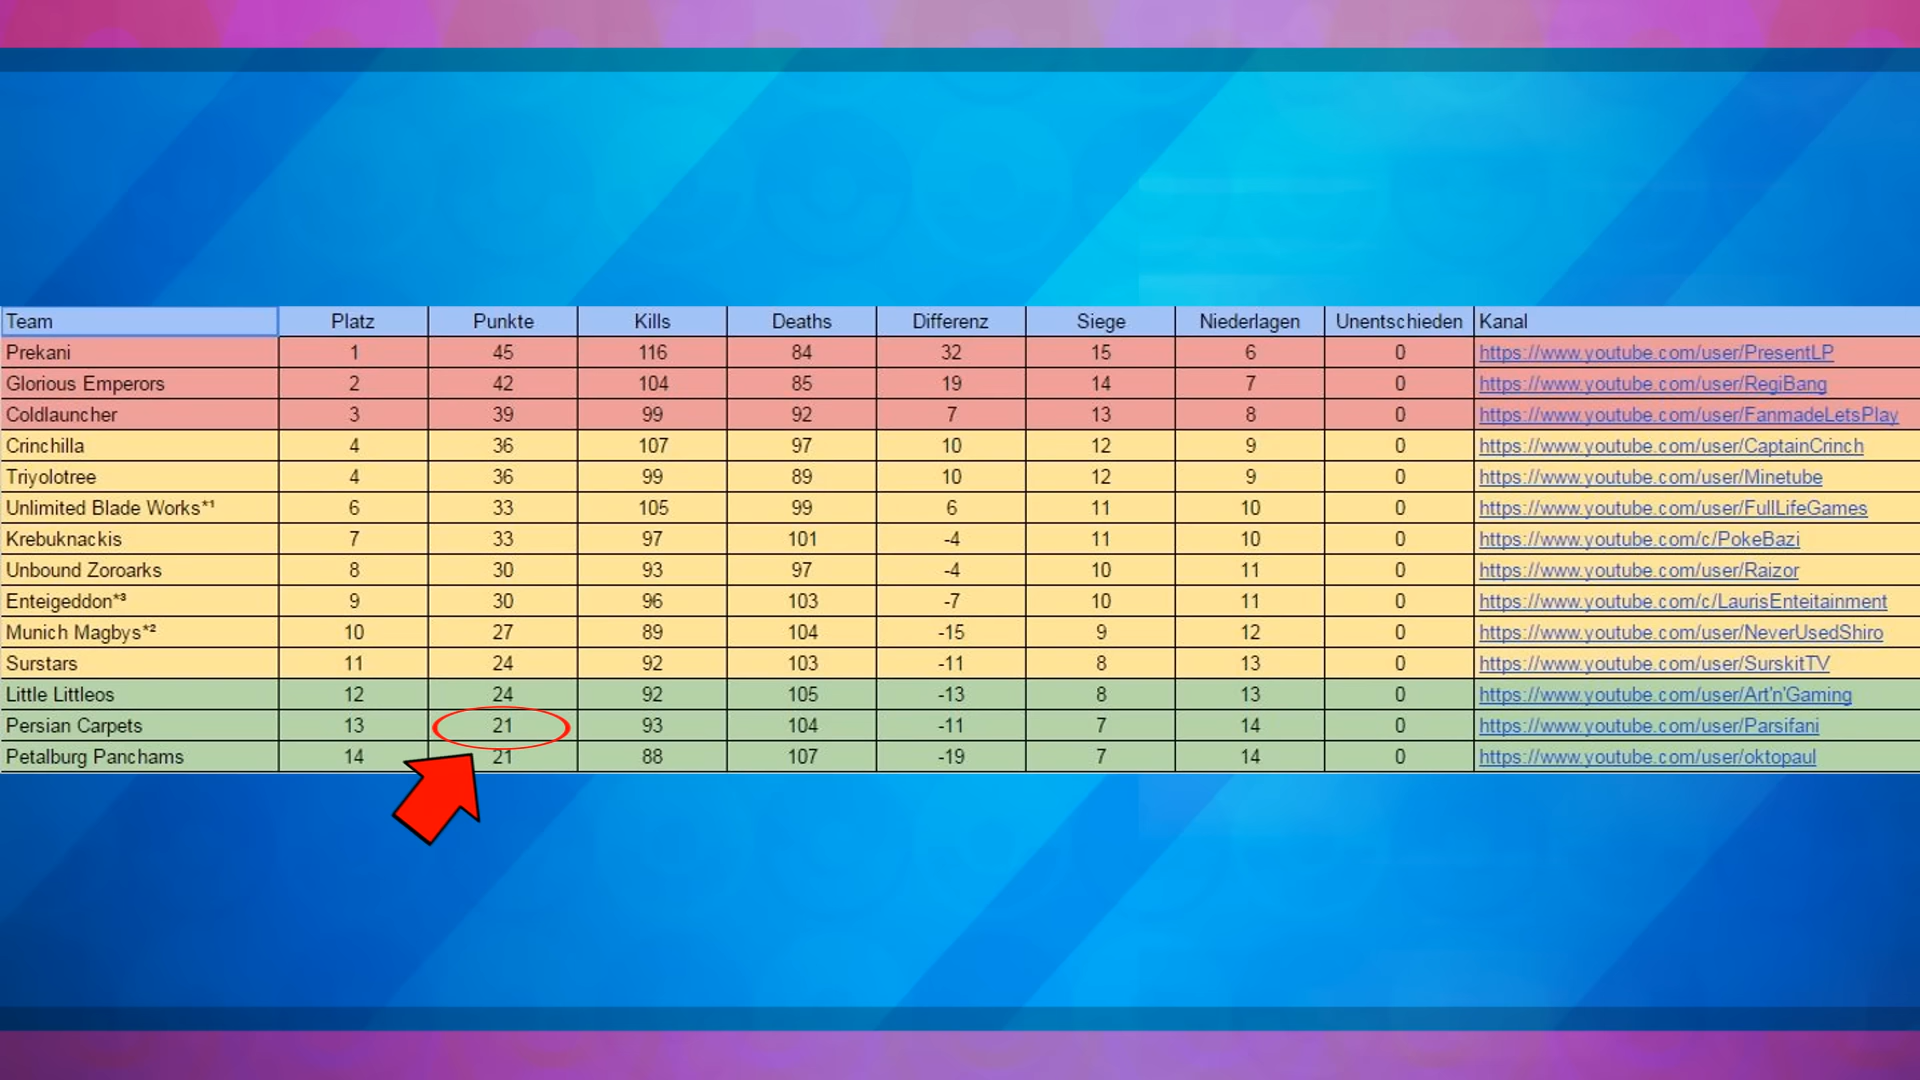 Team Platz Punkte Kills Deaths Differenz Siege Niederlagen Unentschieden Kanal
Prekani 1 45 116 84 32 15 6 0 https://www.youtube.com/user/PresentLP
Glorious Emperors 2 42 104 85 19 14 7 0 https://www.youtube.com/user/RegiBang
Coldlauncher 3 39 99 92 7 13 8 0 https://www.youtube.com/user/FanmadeLetsPlay
Crinchilla 4 36 107 97 10 12 9 0 https://www.youtube.com/user/CaptainCrinch
Triyolotree 4 36 99 89 10 12 9 0 https://www.youtube.com/user/Minetube
Unlimited Blade Works*¹ 6 33 105 99 6 11 10 0 https://www.youtube.com/user/FullLifeGames
Krebuknackis 7 33 97 101 -4 11 10 0 https://www.youtube.com/c/PokeBazi
Unbound Zoroarks 8 30 93 97 -4 10 11 0 https://www.youtube.com/user/Raizor
Enteigeddon*³ 9 30 96 103 -7 10 11 0 https://www.youtube.com/c/LaurisEnteitainment
Munich Magbys*² 10 27 89 104 -15 9 12 0 https://www.youtube.com/user/NeverUsedShiro
Surstars 11 24 92 103 -11 8 13 0 https://www.youtube.com/user/SurskitTV
Little Littleos 12 24 92 105 -13 8 13 0 https://www.youtube.com/user/Art'n'Gaming
Persian Carpets 13 21 93 104 -11 7 14 0 https://www.youtube.com/user/Parsifani
Petalburg Panchams 14 21 88 107 -19 7 14 0 https://www.youtube.com/user/oktopaul